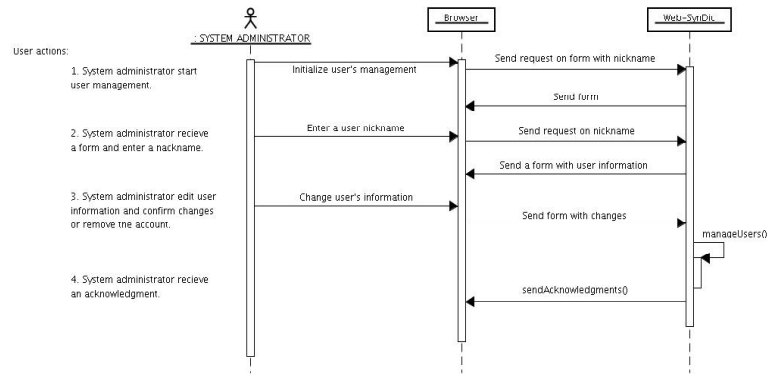 : SYSTEM ADMINISTRATOR
Browser
Web-SynDic
User actions:
1. System administrator start
user management.
Initialize user's management
Send request on form with nickname
Send form
2. System administrator recieve
a form and enter a nackname.
Enter a user nickname
Send request on nickname
Send a form with user information
3. System administrator edit user
information and confirm changes
or remove the account.
Change user's information
Send form with changes
manageUsers()
4. System administrator recieve
an acknowledgment.
sendAcknowledgments()